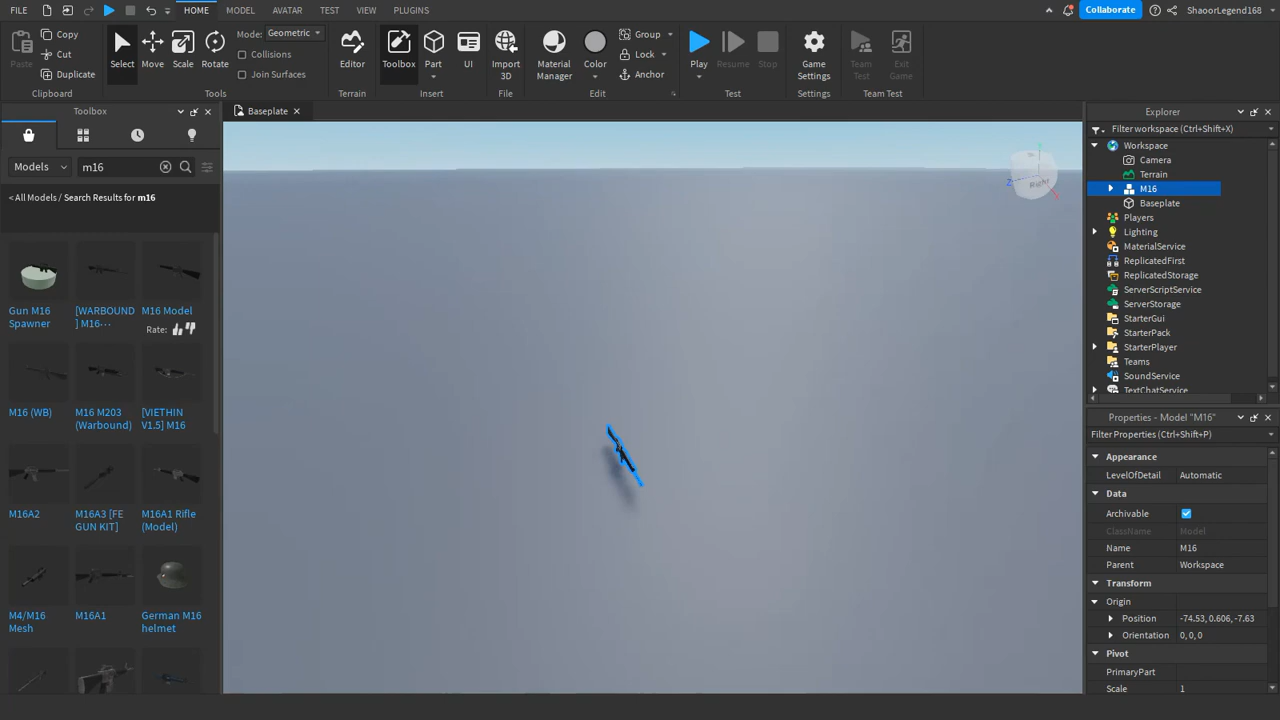 FILE HOME MODEL AVATAR TEST VIEW PLUGINS Collaborate ShaoorLegend168
Paste Copy Cut Duplicate Clipboard
Select Move Scale Rotate Tools
Mode: Geometric
Collisions
Join Surfaces
Editor Terrain
Toolbox Part UI Insert
Import
3D
File
Material
Manager
Color
Group
Lock
Anchor
Edit
Play Resume Stop Test
Game
Settings
Settings
Team
Test
Exit
Game
Team Test
Toolbox
Models m16
< All Models / Search Results for m16
Gun M16
Spawner
[WARBOUND
] M16...
M16 Model
Rate:
M16 (WB)
M16 M203
(Warbound)
[VIETHIN
V1.5] M16
M16A2
M16A3 [FE
GUN KIT]
M16A1 Rifle
(Model)
M4/M16
Mesh
M16A1
German M16
helmet
Baseplate
Right
Z
X
Explorer
Filter workspace (Ctrl+Shift+X)
Workspace
Camera
Terrain
M16
Baseplate
Players
Lighting
MaterialService
ReplicatedFirst
ReplicatedStorage
ServerScriptService
ServerStorage
StarterGui
StarterPack
StarterPlayer
Teams
SoundService
TextChatService
Properties - Model "M16"
Filter Properties (Ctrl+Shift+P)
Appearance
LevelOfDetail Automatic
Data
Archivable
ClassName Model
Name M16
Parent Workspace
Transform
Origin
Position -74.53, 0.606, -7.63
Orientation 0, 0, 0
Pivot
PrimaryPart
Scale 1